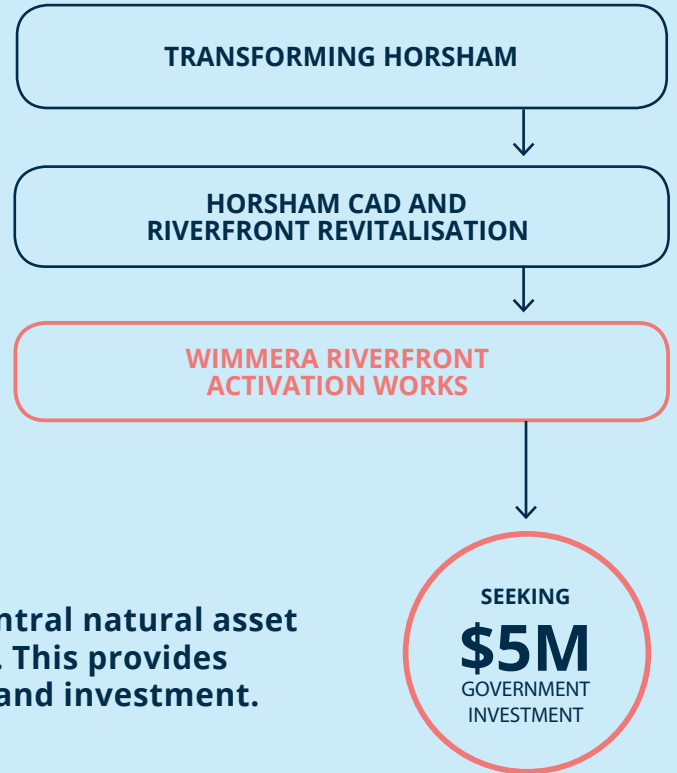 TRANSFORMING HORSHAM
HORSHAM CAD AND
RIVERFRONT REVITALISATION
WIMMERA RIVERFRONT
ACTIVATION WORKS
natural asset
. This provides
and investment.
SEEKING
$5M
GOVERNMENT
INVESTMENT